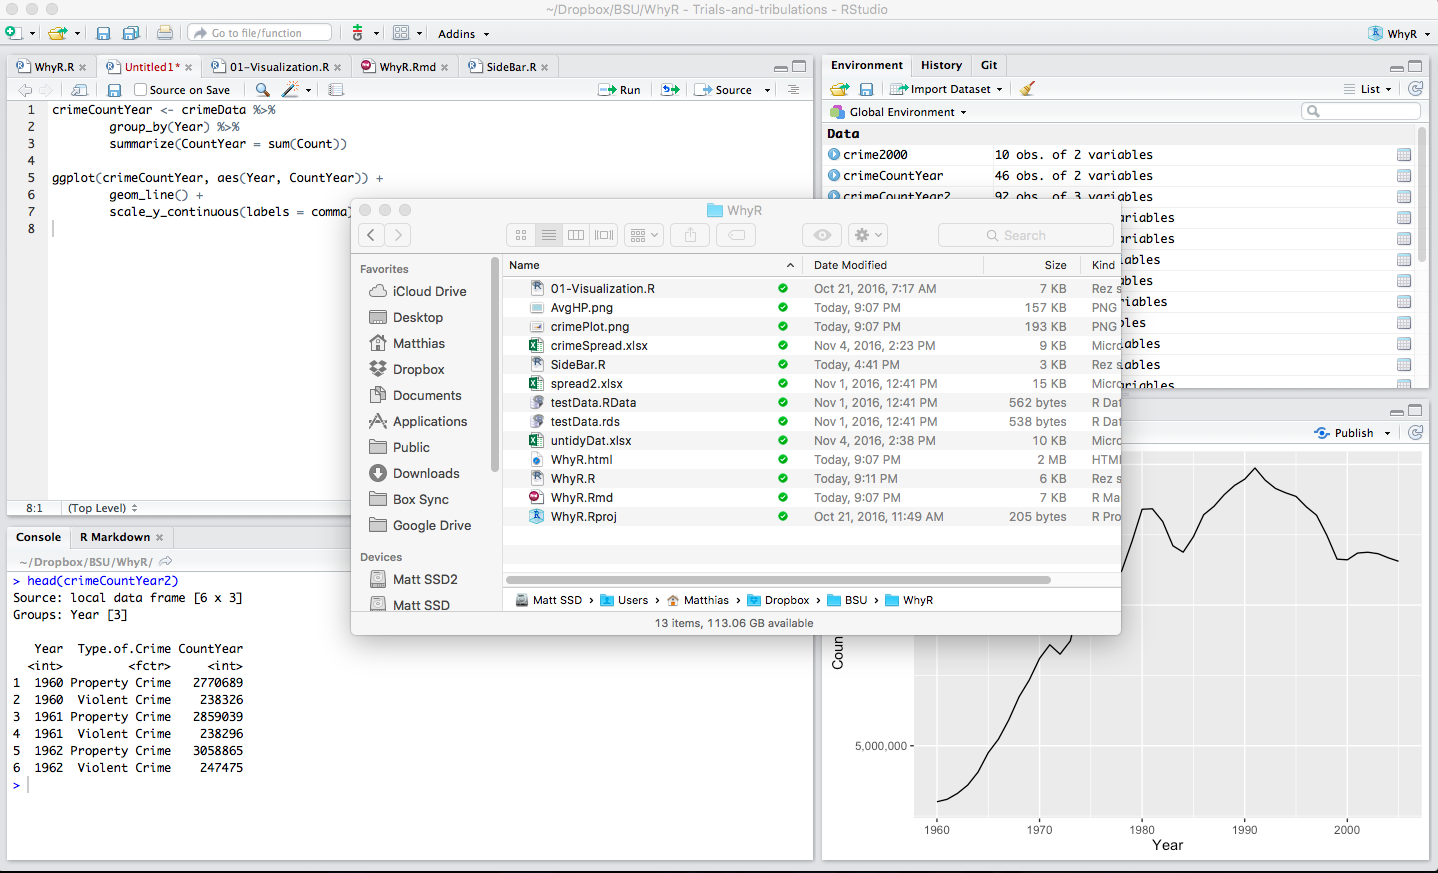 ~/Dropbox/BSU/WhyR - Trials-and-tribulations - RStudio
Go to file/function
Addins
WhyR
WhyR.R
Untitled1*
01-Visualization.R
WhyR.Rmd
SideBar.R
Source on Save
Run
Source
1 crimeCountYear <- crimeData %>%
2 group_by(Year) %>%
3 summarize(CountYear = sum(Count))
4
5 ggplot(crimeCountYear, aes(Year, CountYear)) +
6 geom_line() +
7 scale_y_continuous(labels = comma)
8
8:1 (Top Level)
Console R Markdown
~/Dropbox/BSU/WhyR/
> head(crimeCountYear2)
Source: local data frame [6 x 3]
Groups: Year [3]
Year Type.of.Crime CountYear
<int> <fctr> <int>
1 1960 Property Crime 2770689
2 1960 Violent Crime 238326
3 1961 Property Crime 2859039
4 1961 Violent Crime 238296
5 1962 Property Crime 3058865
6 1962 Violent Crime 247475
>
WhyR
Search
Favorites
iCloud Drive
Desktop
Matthias
Dropbox
Documents
Applications
Public
Downloads
Box Sync
Google Drive
Devices
Matt SSD2
Matt SSD
Name Date Modified Size Kind
01-Visualization.R Oct 21, 2016, 7:17 AM 7 KB Rez s
AvgHP.png Today, 9:07 PM 157 KB PNG
crimePlot.png Today, 9:07 PM 193 KB PNG
crimeSpread.xlsx Nov 4, 2016, 2:23 PM 9 KB Micro
SideBar.R Today, 4:41 PM 3 KB Rez s
spread2.xlsx Nov 1, 2016, 12:41 PM 15 KB Micro
testData.RData Nov 1, 2016, 12:41 PM 562 bytes R Dat
testData.rds Nov 1, 2016, 12:41 PM 538 bytes R Dat
untidyDat.xlsx Nov 4, 2016, 2:38 PM 10 KB Micro
WhyR.html Today, 9:07 PM 2 MB HTML
WhyR.R Today, 9:11 PM 6 KB Rez s
WhyR.Rmd Today, 9:07 PM 7 KB R Ma
WhyR.Rproj Oct 21, 2016, 11:49 AM 205 bytes R Pro
Matt SSD › Users › Matthias › Dropbox › BSU › WhyR
13 items, 113.06 GB available
Environment History Git
Import Dataset
List
Global Environment
Data
crime2000 10 obs. of 2 variables
crimeCountYear 46 obs. of 2 variables
crimeCountYear2 92 obs. of 3 variables
Publish
Coun
5,000,000
1960 1970 1980 1990 2000
Year